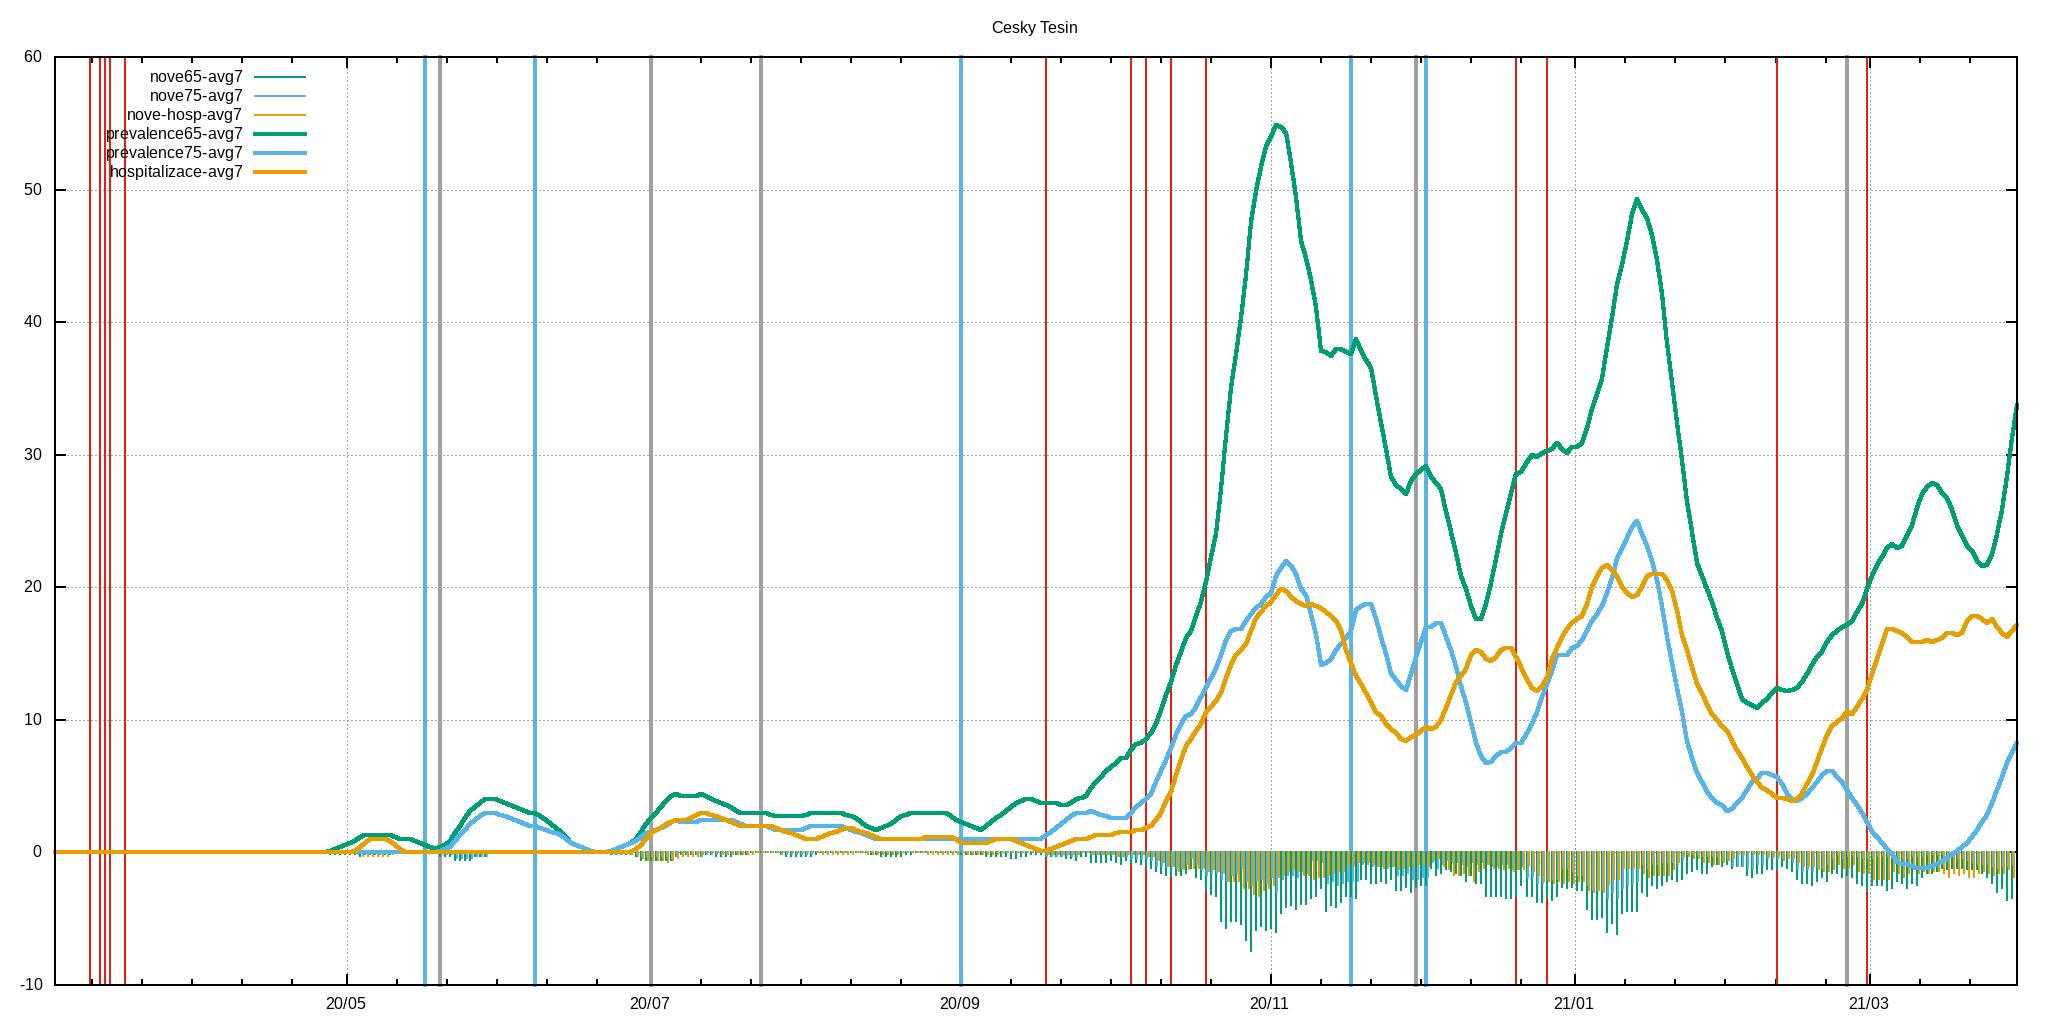 Cesky Tesin
60
50
40
30
20
10
0
-10
nove65-avg7
nove75-avg7
nove-hosp-avg7
prevalence65-avg7
prevalence75-avg7
hospitalizace-avg7
20/05
20/07
20/09
20/11
21/01
21/03